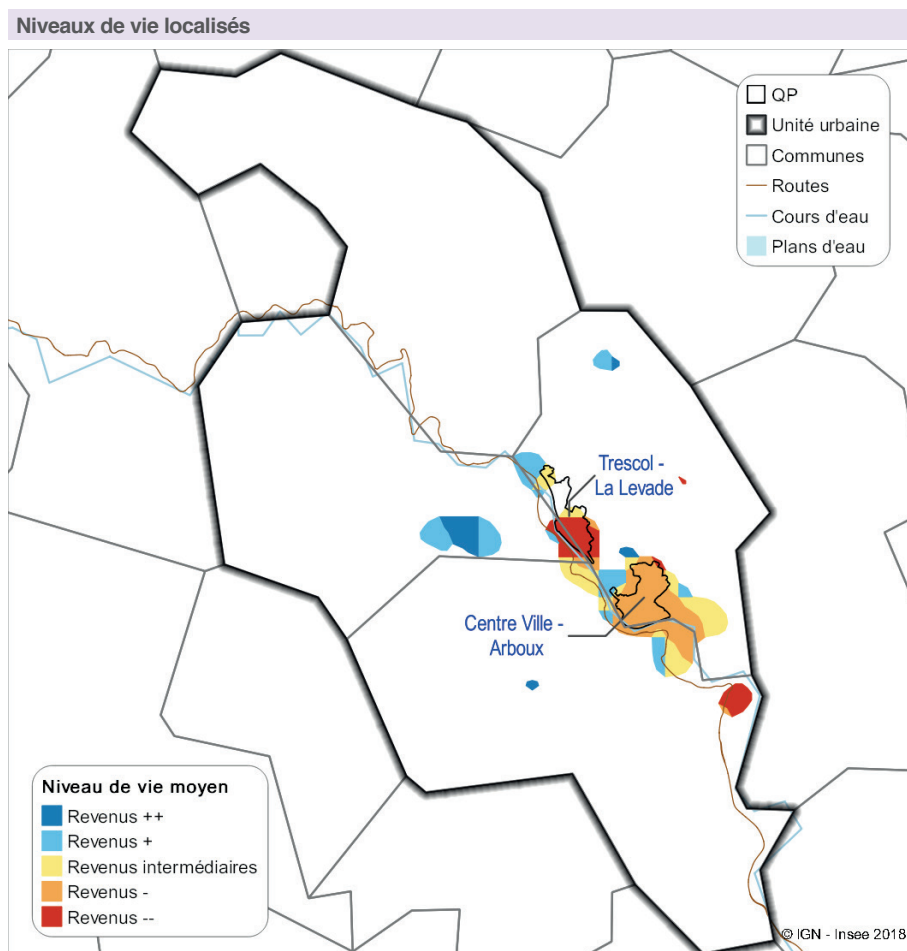 Niveaux de vie localisés
QP
Unité urbaine
Communes
Routes
Cours d'eau
Plans d'eau
Trescol -
La Levade
Centre Ville -
Arboux
Niveau de vie moyen
Revenus ++
Revenus +
Revenus intermédiaires
Revenus -
Revenus --
© IGN - Insee 2018